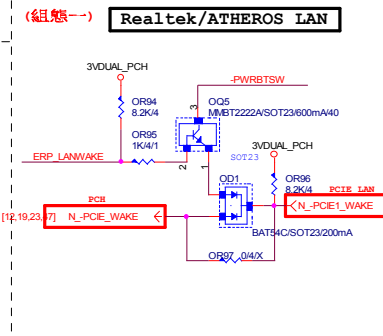 (組態一)
Realtek/ATHEROS LAN
3VDUAL_PCH
-PWRBTSW
OR94
8.2K/4
OQ5
MMBT2222A/SOT23/600mA/40
OR95
1K/4/1
3
ERP_LANWAKE
2
1
SOT23
3VDUAL_PCH
OD1
OR96
8.2K/4
PCIE LAN
PCH
[12,19,23,47]
N_-PCIE_WAKE
N_-PCIE1_WAKE
BAT54C/SOT23/200mA
OR97
0/4/X